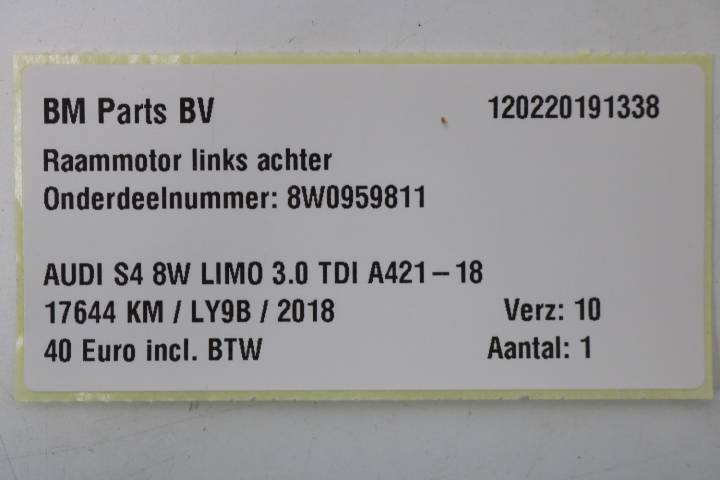 BM Parts BV 120220191338
Raammotor links achter
Onderdeelnummer: 8W0959811
AUDI S4 8W LIMO 3.0 TDI A421-18
17644 KM / LY9B / 2018 Verz: 10
40 Euro incl. BTW Aantal: 1